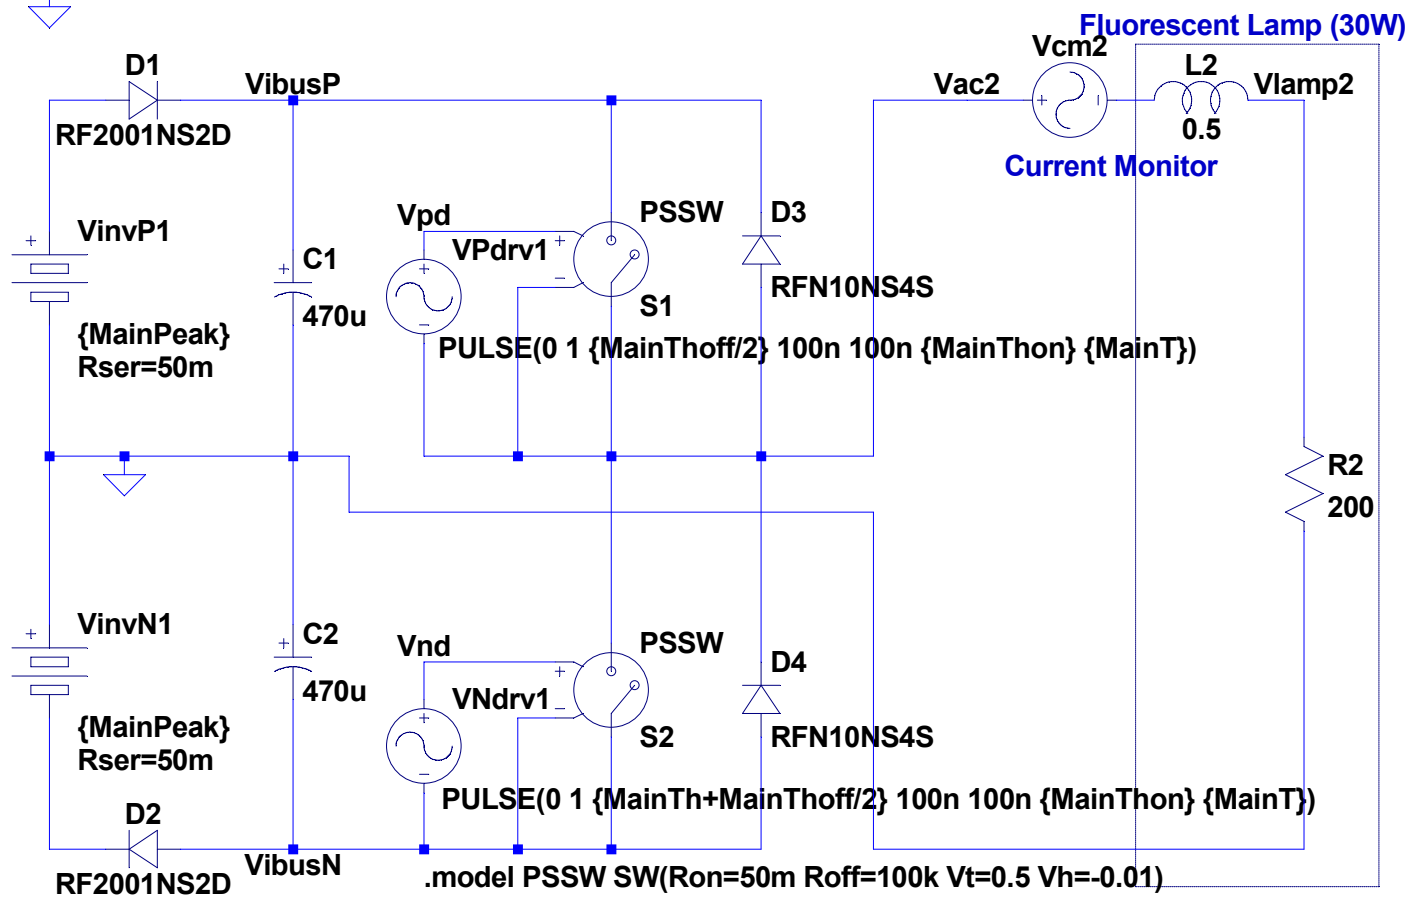 Fluorescent Lamp (30W)
D1
VibusP
Vac2
Vcm2
L2
Vlamp2
RF2001NS2D
0.5
Current Monitor
VinvP1
C1
470u
Vpd
VPdrv1
PSSW
D3
S1
RFN10NS4S
{MainPeak}
Rser=50m
PULSE(0 1 {MainThoff/2} 100n 100n {MainThon} {MainT})
R2
200
VinvN1
C2
470u
Vnd
VNdrv1
PSSW
D4
S2
RFN10NS4S
{MainPeak}
Rser=50m
PULSE(0 1 {MainTh+MainThoff/2} 100n 100n {MainThon} {MainT})
D2
VibusN
RF2001NS2D
.model PSSW SW(Ron=50m Roff=100k Vt=0.5 Vh=-0.01)